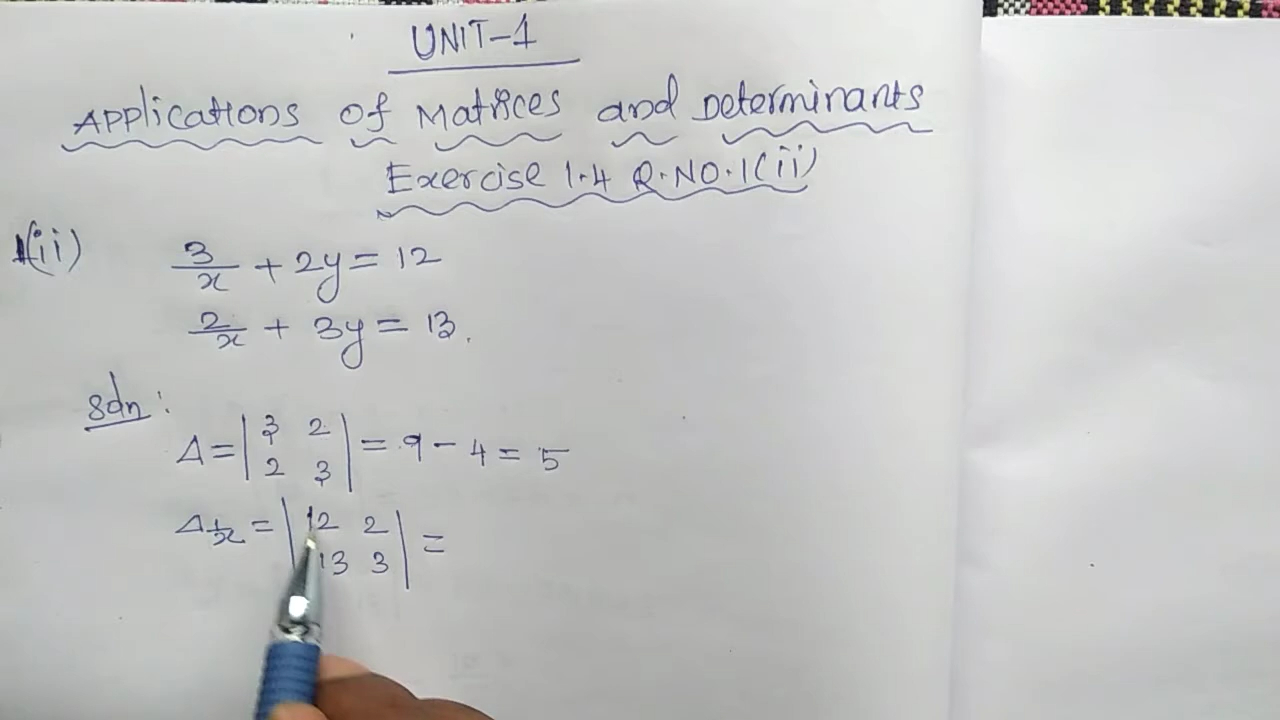 UNIT-1
Applications of Matrices and Determinants
Exercise 1.4 Q.NO.1(ii)
1(ii) 3/x + 2y = 12
2/x + 3y = 13.
Soln:
Δ = | 3 2 | = 9 - 4 = 5
| 2 3 |
Δ1/x = | 12 2 | =
| 13 3 |